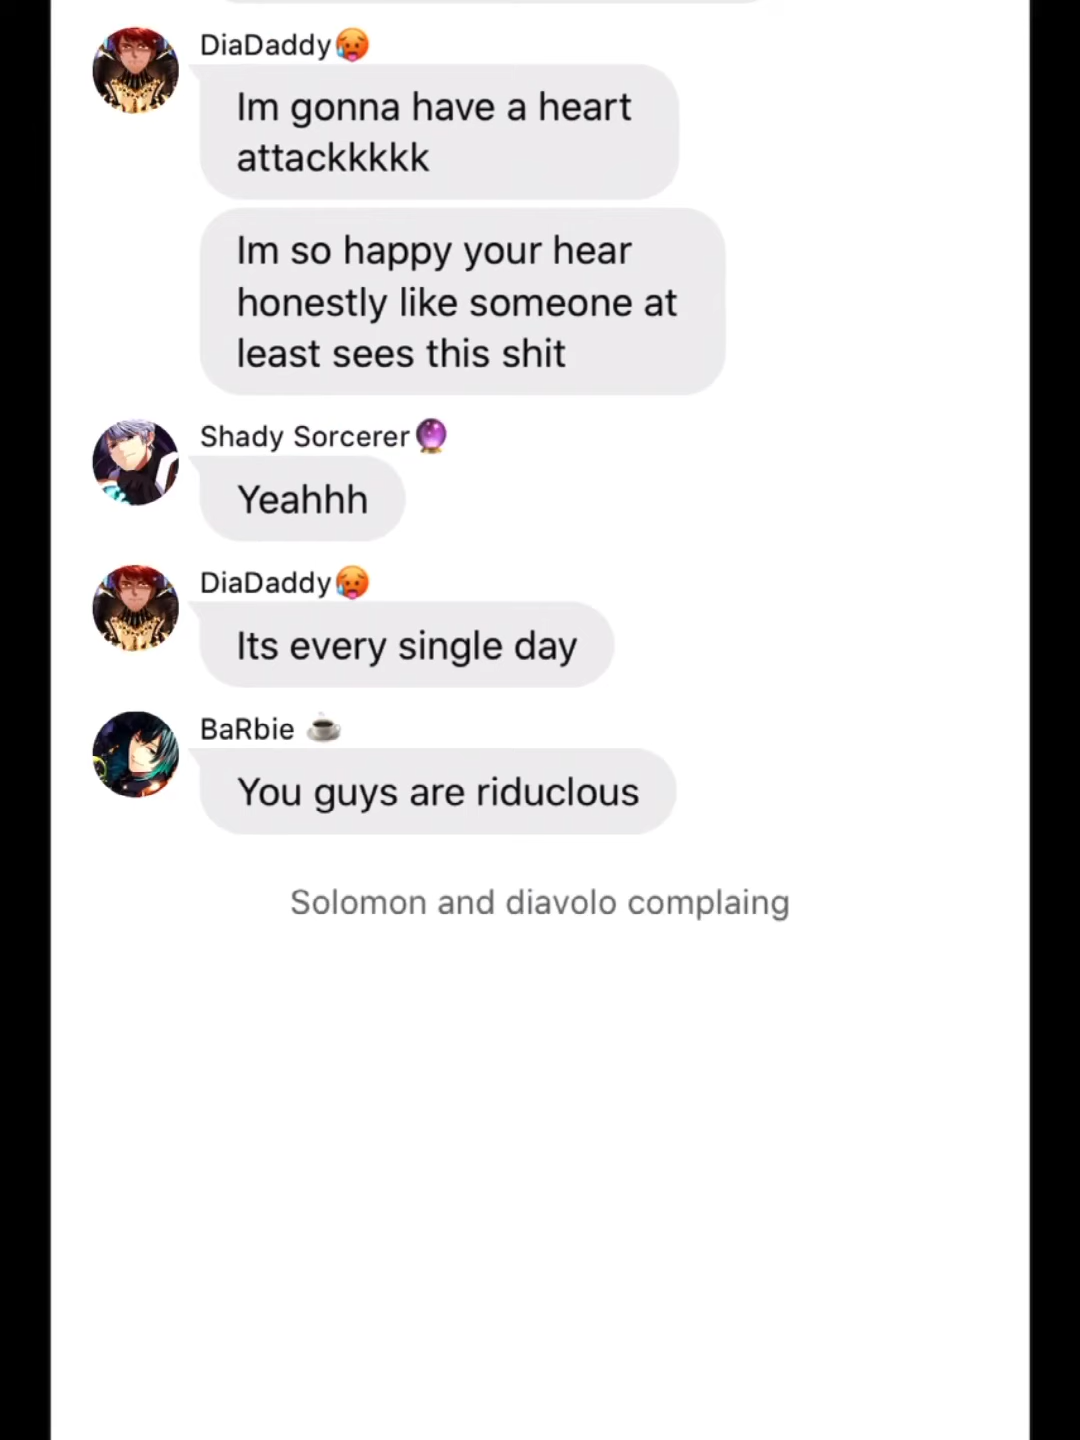 DiaDaddy🥵
Im gonna have a heart
attackkkkk
Im so happy your hear
honestly like someone at
least sees this shit
Shady Sorcerer🔮
Yeahhh
DiaDaddy🥵
Its every single day
BaRbie ☕
You guys are riduclous
Solomon and diavolo complaing